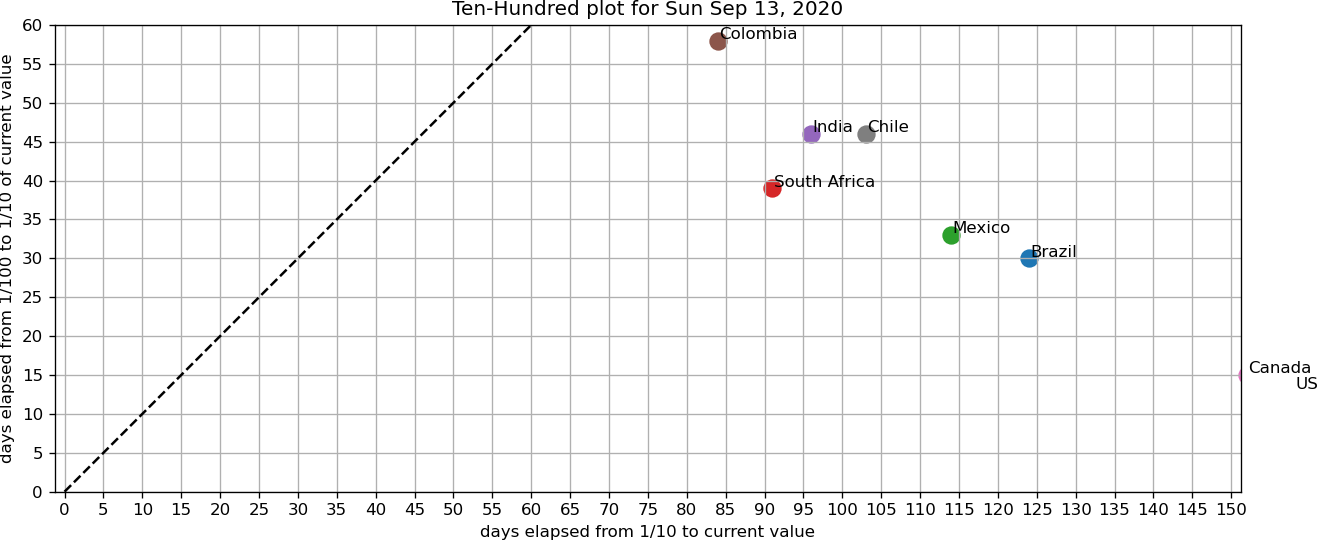 Ten-Hundred plot for Sun Sep 13, 2020
days elapsed from 1/100 to 1/10 of current value
60
55
50
45
40
35
30
25
20
15
10
5
0
Colombia
India
Chile
South Africa
Mexico
Brazil
Canada
US
0 5 10 15 20 25 30 35 40 45 50 55 60 65 70 75 80 85 90 95 100 105 110 115 120 125 130 135 140 145 150
days elapsed from 1/10 to current value